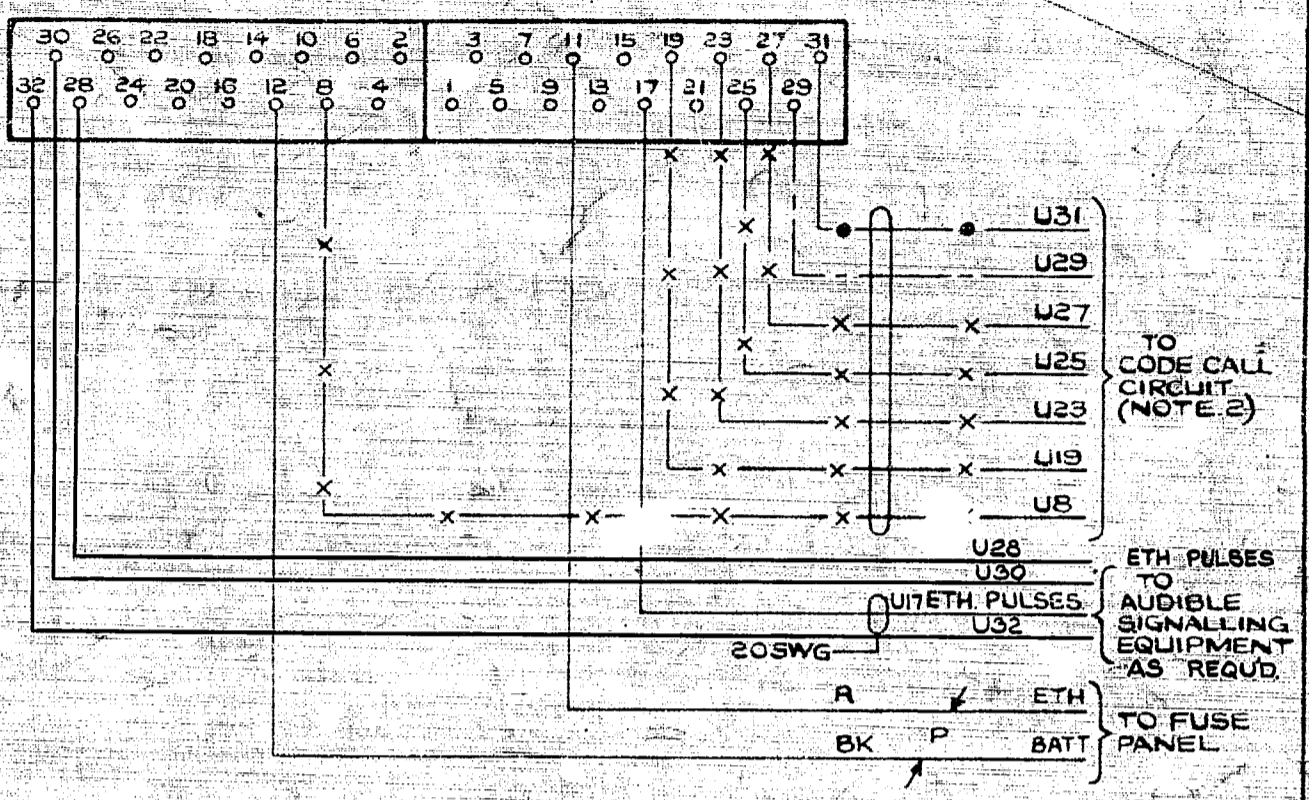 30 26 22 18 14 10 6 2 3 7 11 15 19 23 27 31
32 28 24 20 16 12 8 4 1 5 9 13 17 21 25 29
U31
U29
U27
U25
U23
U19
U8
TO
CODE CALL
CIRCUIT
(NOTE.2)
U28
ETH PULSES
U30
U17 ETH. PULSES
U32
20SWG
TO
AUDIBLE
SIGNALLING
EQUIPMENT
AS REQ'D.
R
ETH
BK
P
BATT
TO FUSE
PANEL